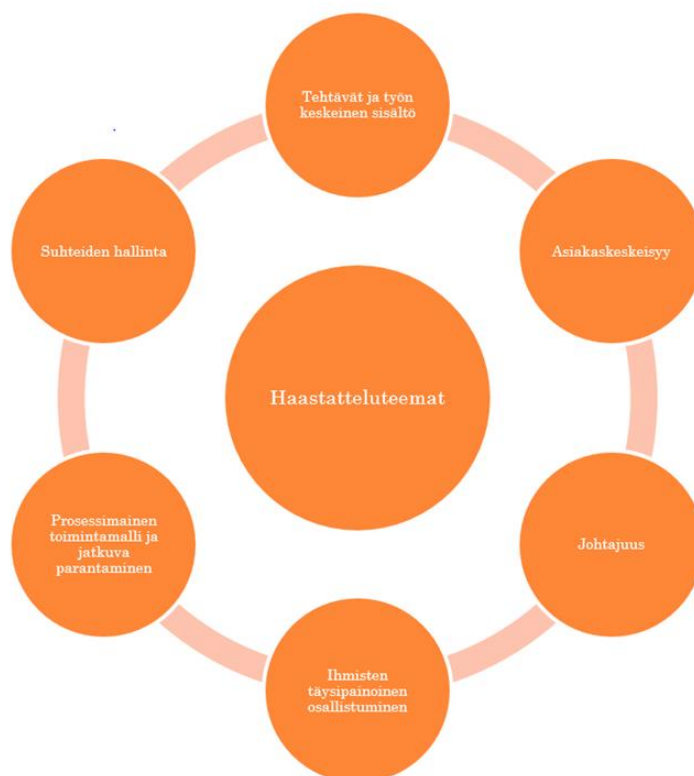 Tehtävät ja työn
keskeinen sisältö
Asiakaskeskeisyy
Johtajuus
Ihmisten
täysipainoinen
osallistuminen
Prosessimainen
toimintamalli ja
jatkuva
parantaminen
Suhteiden hallinta
Haastatteluteemat